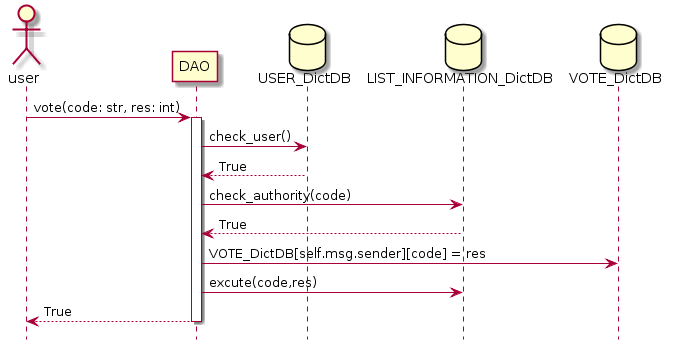 user
DAO
USER_DictDB
LIST_INFORMATION_DictDB
VOTE_DictDB
vote(code: str, res: int)
check_user()
True
check_authority(code)
True
VOTE_DictDB[self.msg.sender][code] = res
excute(code,res)
True